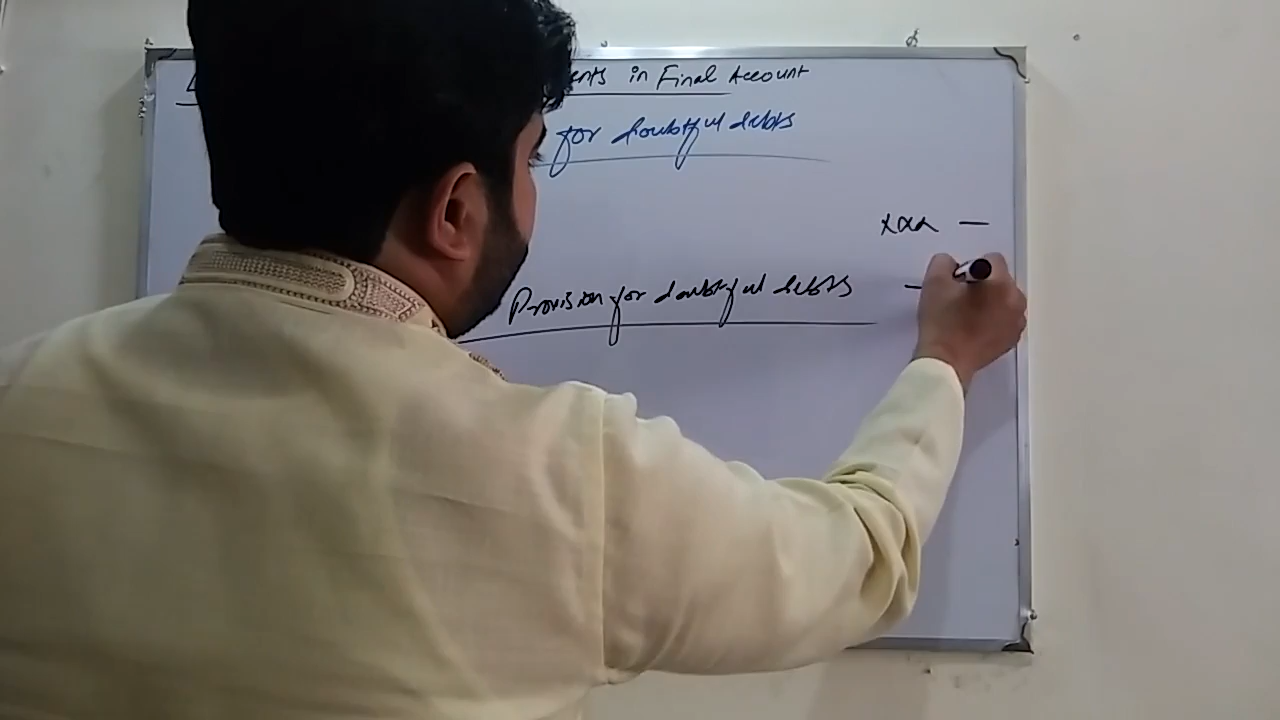 ents in Final Account
for doubtful debts
xxx —
Provision for doubtful debts —